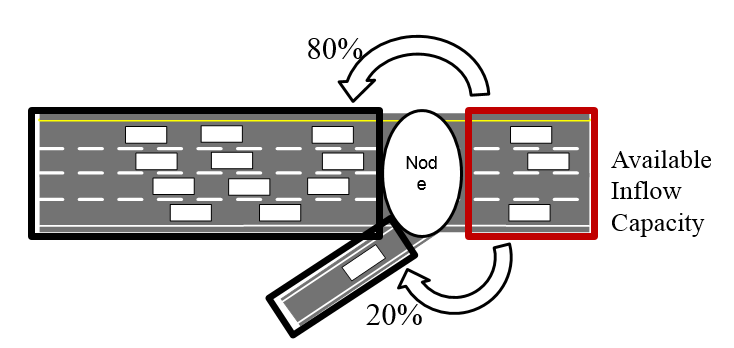 80%
Nod
e
Available
Inflow
Capacity
20%